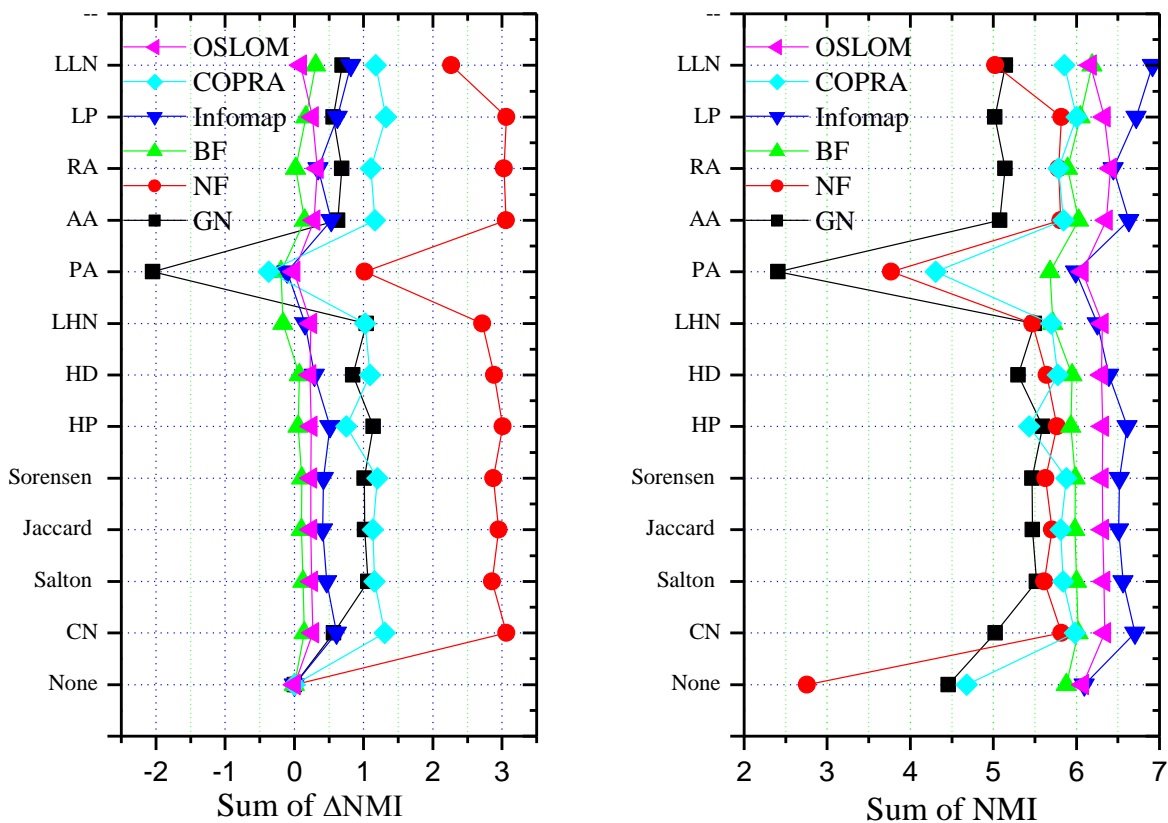 --
LLN
LP
RA
AA
PA
LHN
HD
HP
Sorensen
Jaccard
Salton
CN
None
OSLOM
COPRA
Infomap
BF
NF
GN
-2 -1 0 1 2 3
Sum of ΔNMI
--
LLN
LP
RA
AA
PA
LHN
HD
HP
Sorensen
Jaccard
Salton
CN
None
OSLOM
COPRA
Infomap
BF
NF
GN
2 3 4 5 6 7
Sum of NMI